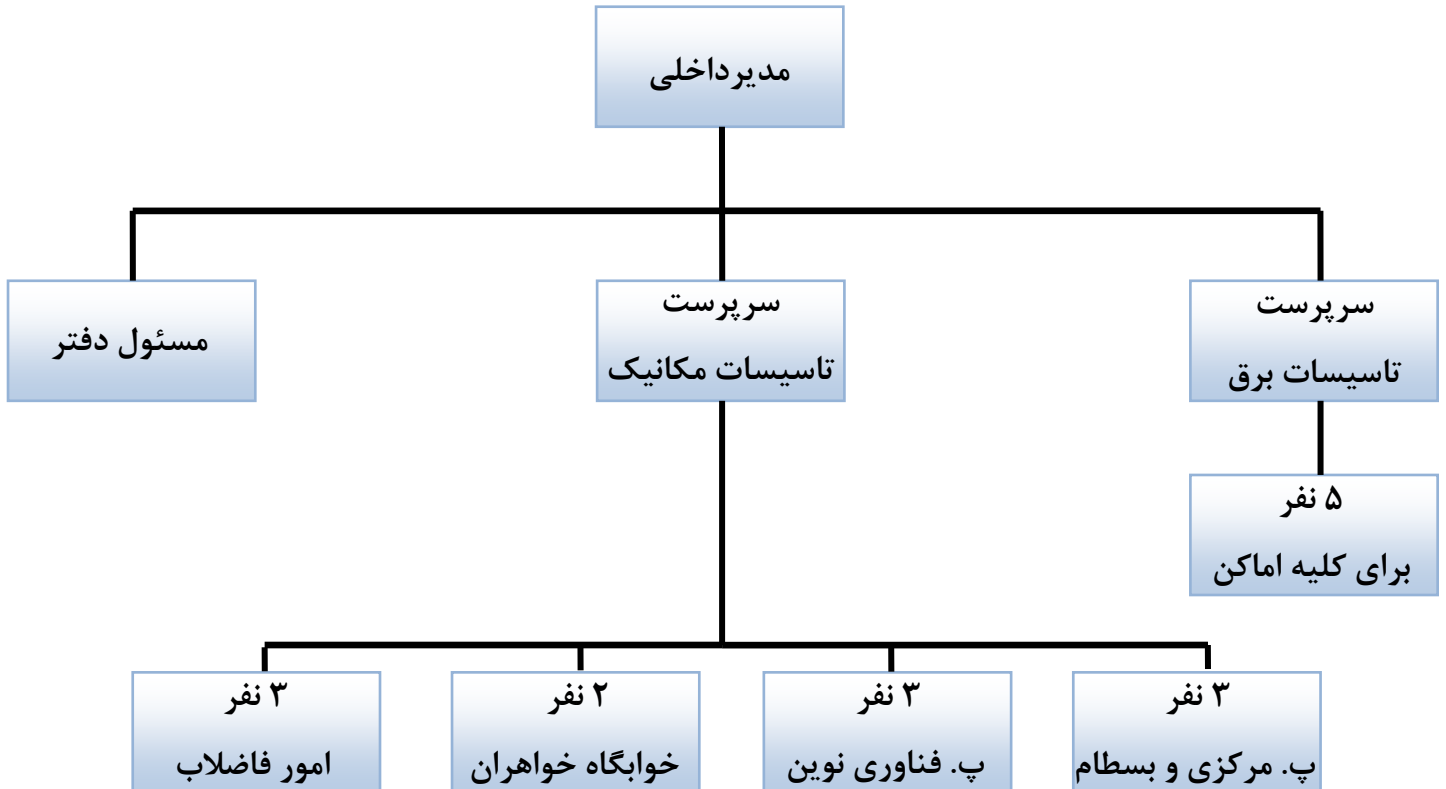 مدیرداخلی
سرپرست
تاسیسات برق
سرپرست
تاسیسات مکانیک
مسئول دفتر
۵ نفر
برای کلیه اماکن
۳ نفر
پ. مرکزی و بسطام
۳ نفر
پ. فناوری نوین
۲ نفر
خوابگاه خواهران
۳ نفر
امور فاضلاب